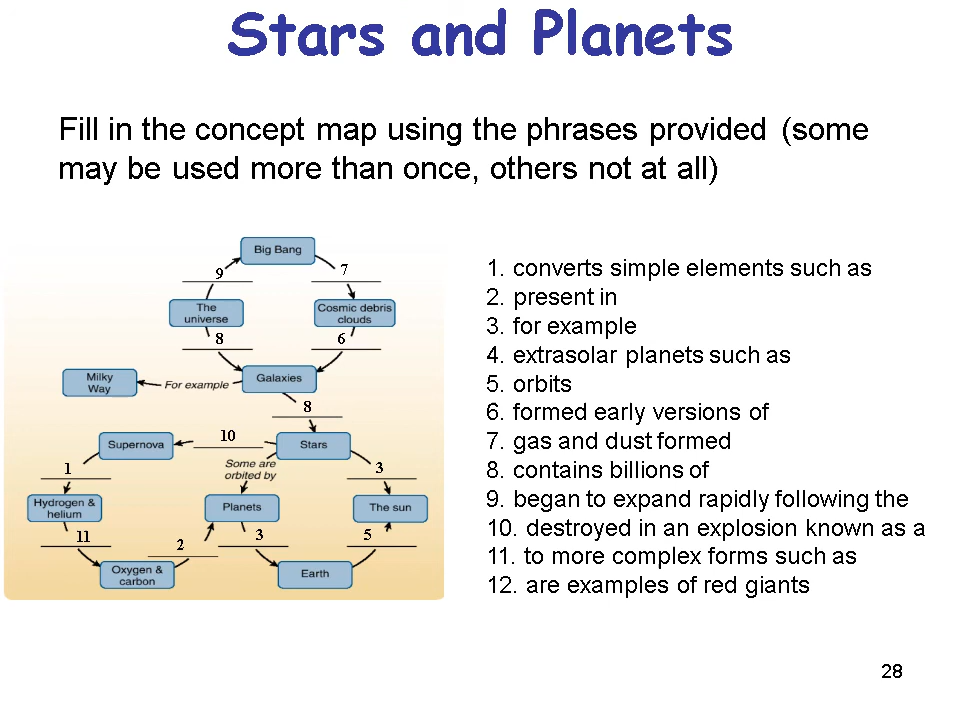 Stars and Planets
Fill in the concept map using the phrases provided (some
may be used more than once, others not at all)
Big Bang
9
7
The
universe
Cosmic debris
clouds
8
6
Milky
Way
For example
Galaxies
8
Supernova
10
Stars
1
Some are
orbited by
3
Hydrogen &
helium
Planets
The sun
11
2
3
5
Oxygen &
carbon
Earth
1. converts simple elements such as
2. present in
3. for example
4. extrasolar planets such as
5. orbits
6. formed early versions of
7. gas and dust formed
8. contains billions of
9. began to expand rapidly following the
10. destroyed in an explosion known as a
11. to more complex forms such as
12. are examples of red giants
28